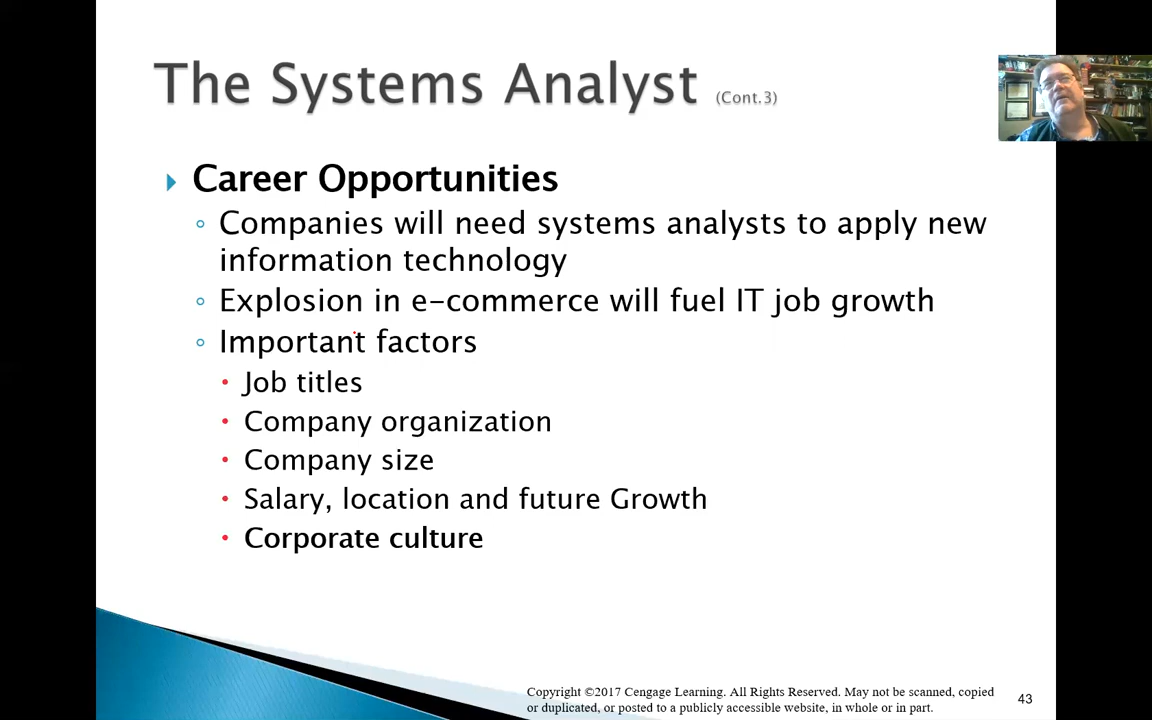 The Systems Analyst (Cont.3)
Career Opportunities
Companies will need systems analysts to apply new
information technology
Explosion in e-commerce will fuel IT job growth
Important factors
Job titles
Company organization
Company size
Salary, location and future Growth
Corporate culture
Copyright ©2017 Cengage Learning. All Rights Reserved. May not be scanned, copied
or duplicated, or posted to a publicly accessible website, in whole or in part.
43